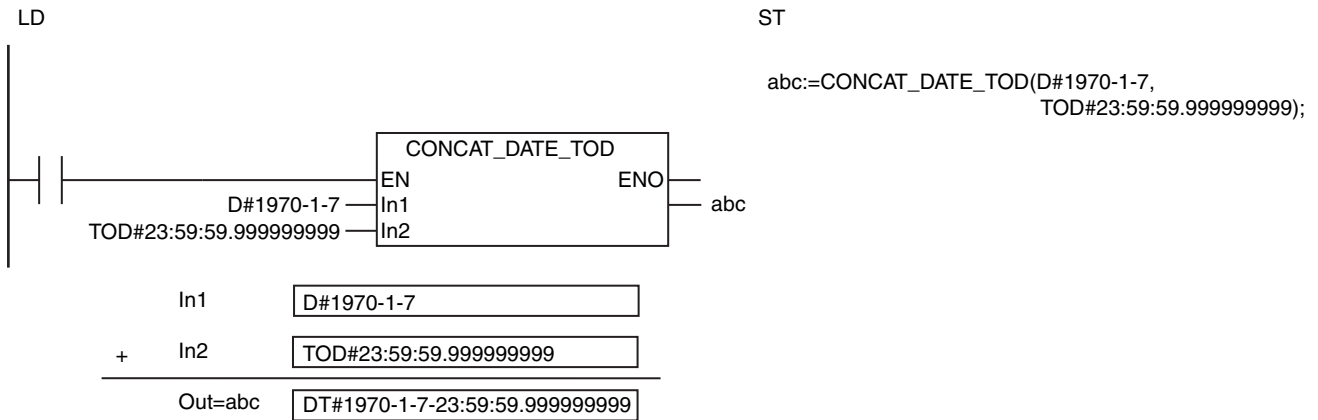 LD
ST
abc:=CONCAT_DATE_TOD(D#1970-1-7,
TOD#23:59:59.999999999);
CONCAT_DATE_TOD
EN ENO
D#1970-1-7 In1 abc
TOD#23:59:59.999999999 In2
In1 D#1970-1-7
+ In2 TOD#23:59:59.999999999
Out=abc DT#1970-1-7-23:59:59.999999999